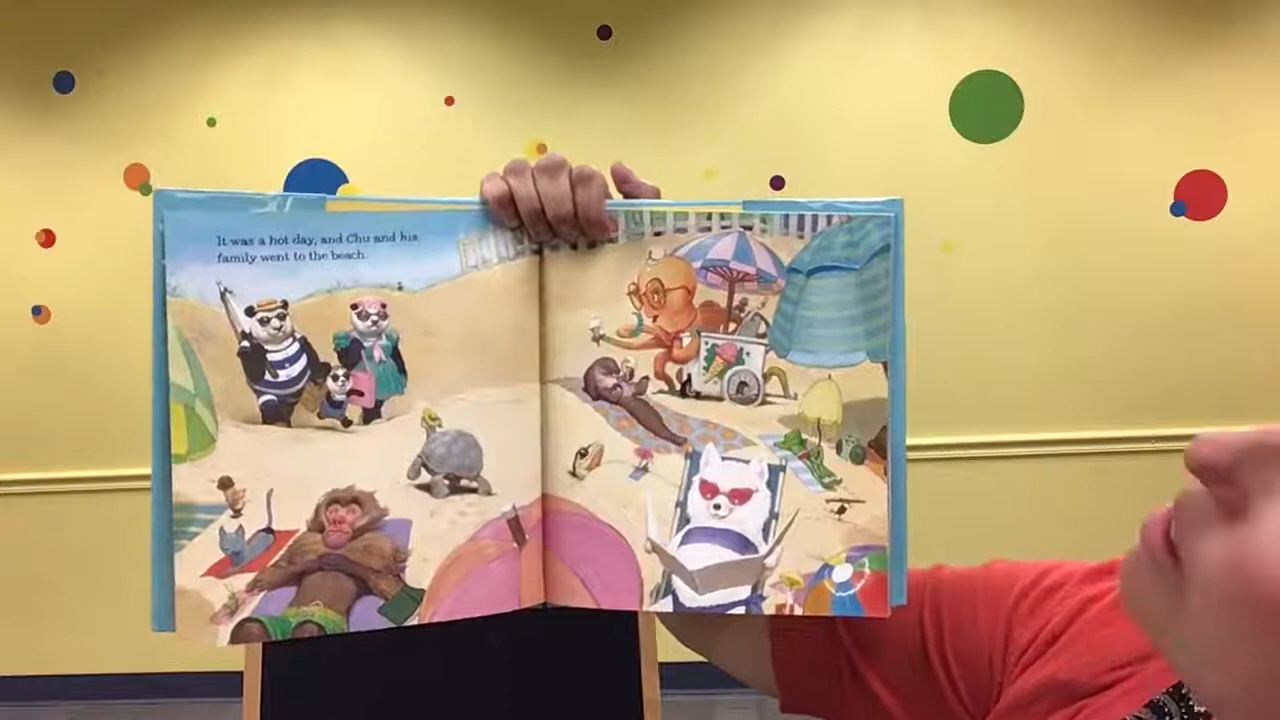 It was a hot day, and Chu and his
family went to the beach.